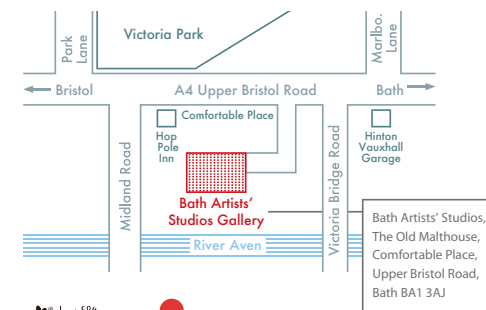 Park
Lane
Victoria Park
Marlbo.
Lane
Bristol
A4 Upper Bristol Road
Bath
Comfortable Place
Hop
Pole
Inn
Hinton
Vauxhall
Garage
Midland Road
Victoria Bridge Road
Bath Artists'
Studios Gallery
River Aven
Bath Artists' Studios,
The Old Malthouse,
Comfortable Place,
Upper Bristol Road,
Bath BA1 3AJ